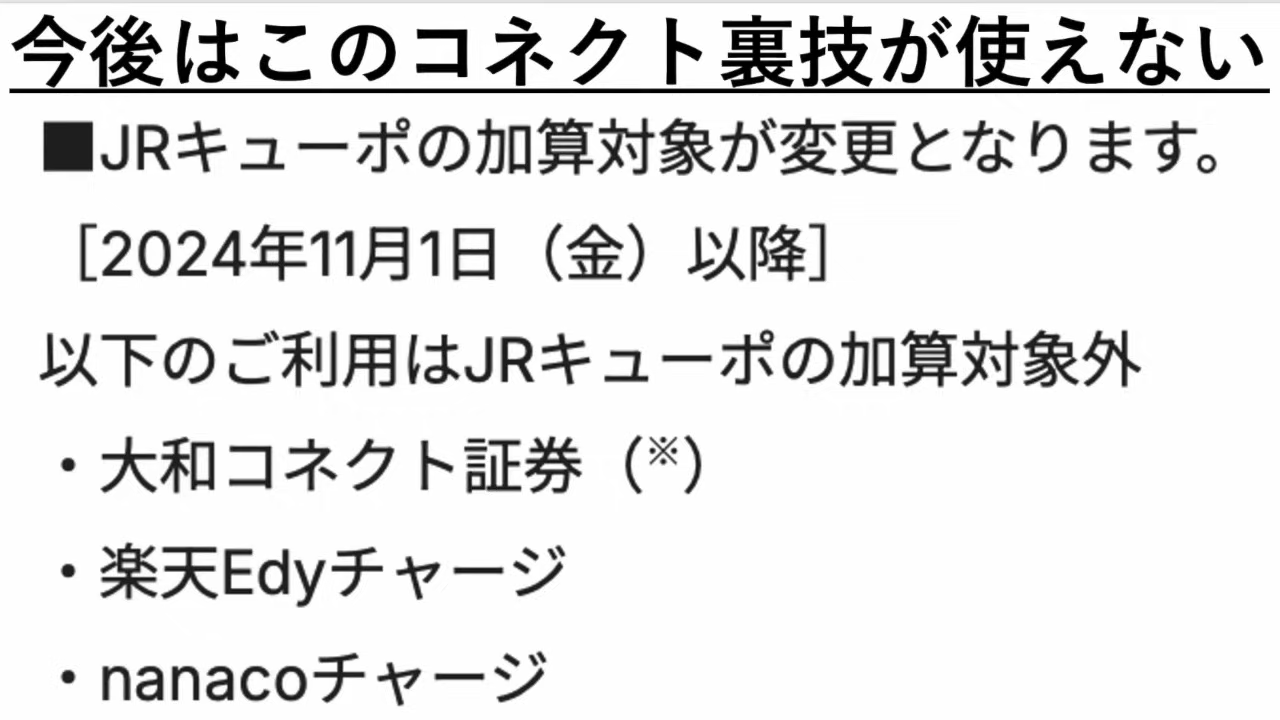 今後はこのコネクト裏技が使えない
■JRキューポの加算対象が変更となります。
［2024年11月1日（金）以降］
以下のご利用はJRキューポの加算対象外
・大和コネクト証券（※）
・楽天Edyチャージ
・nanacoチャージ